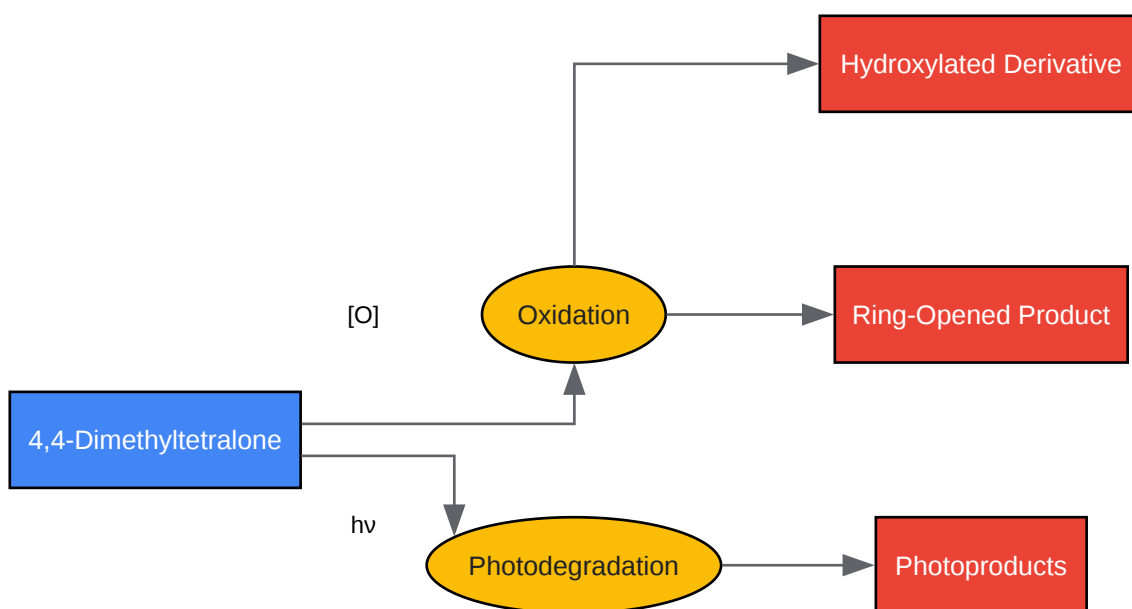 Hydroxylated Derivative
[O]
Oxidation
Ring-Opened Product
4,4-Dimethyltetralone
hν
Photodegradation
Photoproducts